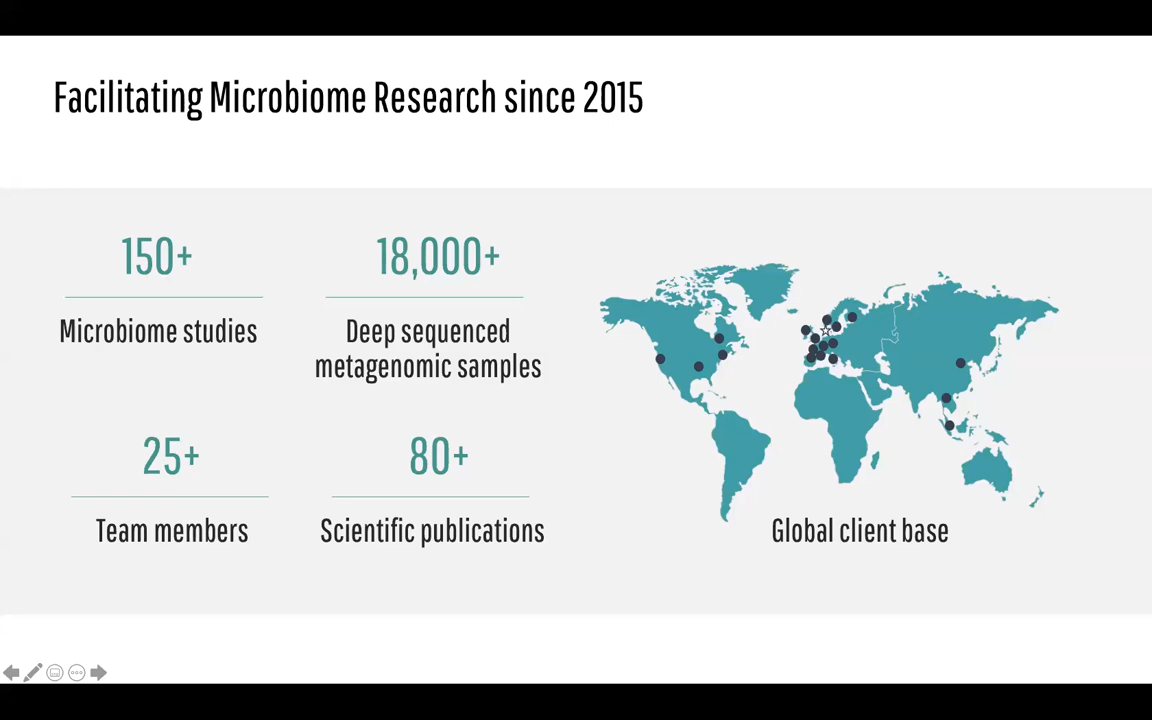 Facilitating Microbiome Research since 2015
150+
Microbiome studies
18,000+
Deep sequenced
metagenomic samples
25+
Team members
80+
Scientific publications
Global client base